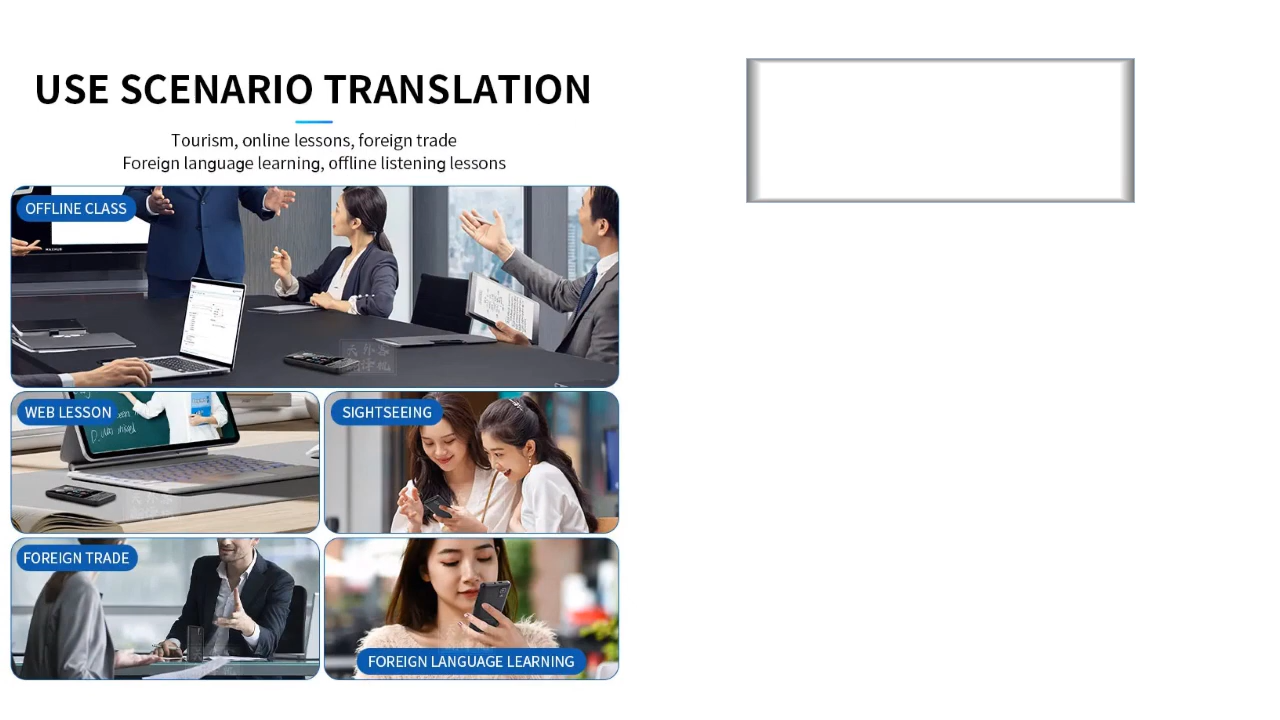 USE SCENARIO TRANSLATION
Tourism, online lessons, foreign trade
Foreign language learning, offline listening lessons
OFFLINE CLASS
WEB LESSON
SIGHTSEEING
FOREIGN TRADE
FOREIGN LANGUAGE LEARNING